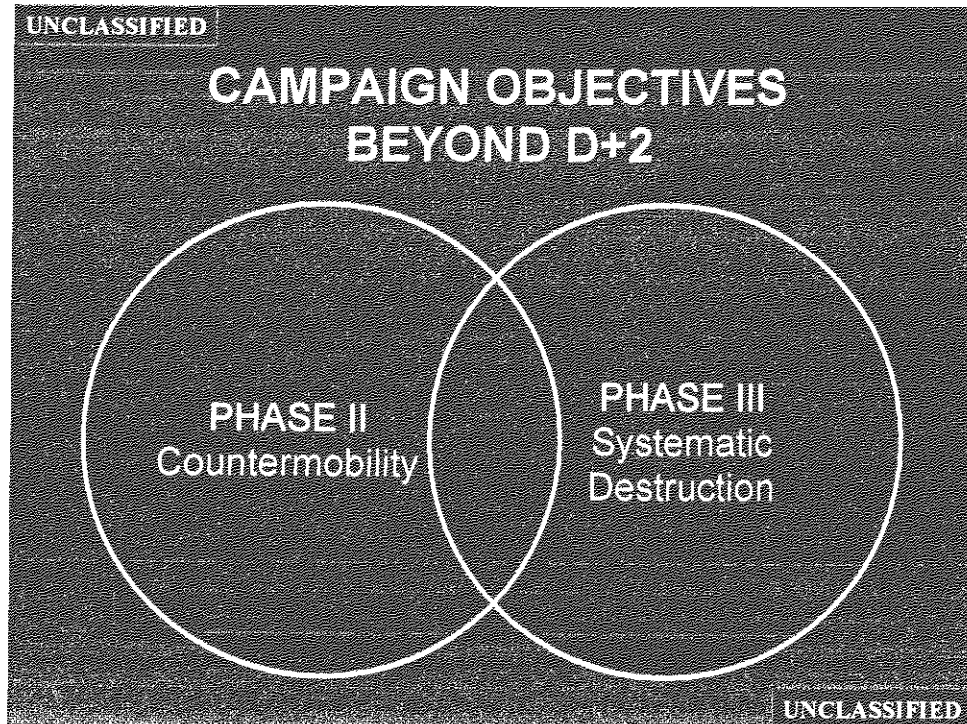 UNCLASSIFIED
CAMPAIGN OBJECTIVES
BEYOND D+2
PHASE II
Countermobility
PHASE III
Systematic
Destruction
UNCLASSIFIED